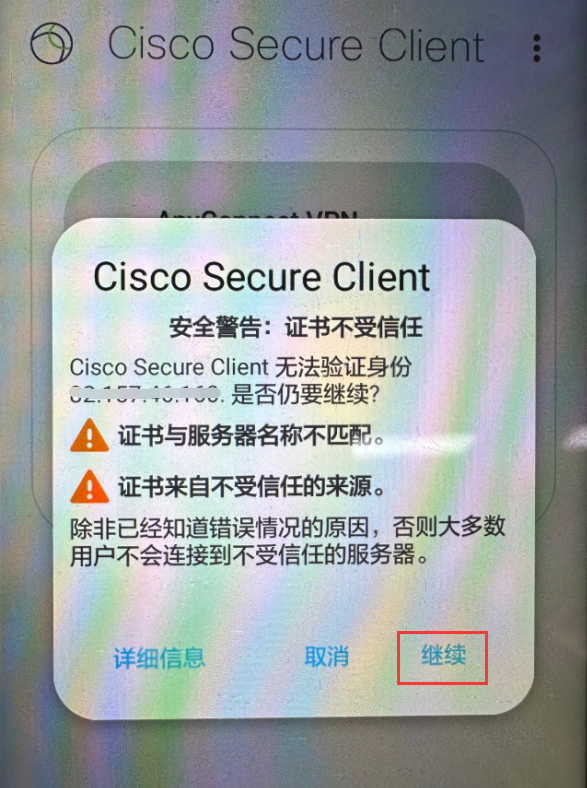 Cisco Secure Client
AnyConnect VPN
Cisco Secure Client
安全警告：证书不受信任
Cisco Secure Client 无法验证身份
是否仍要继续?
证书与服务器名称不匹配。
证书来自不受信任的来源。
除非已经知道错误情况的原因，否则大多数
用户不会连接到不受信任的服务器。
详细信息 取消 继续